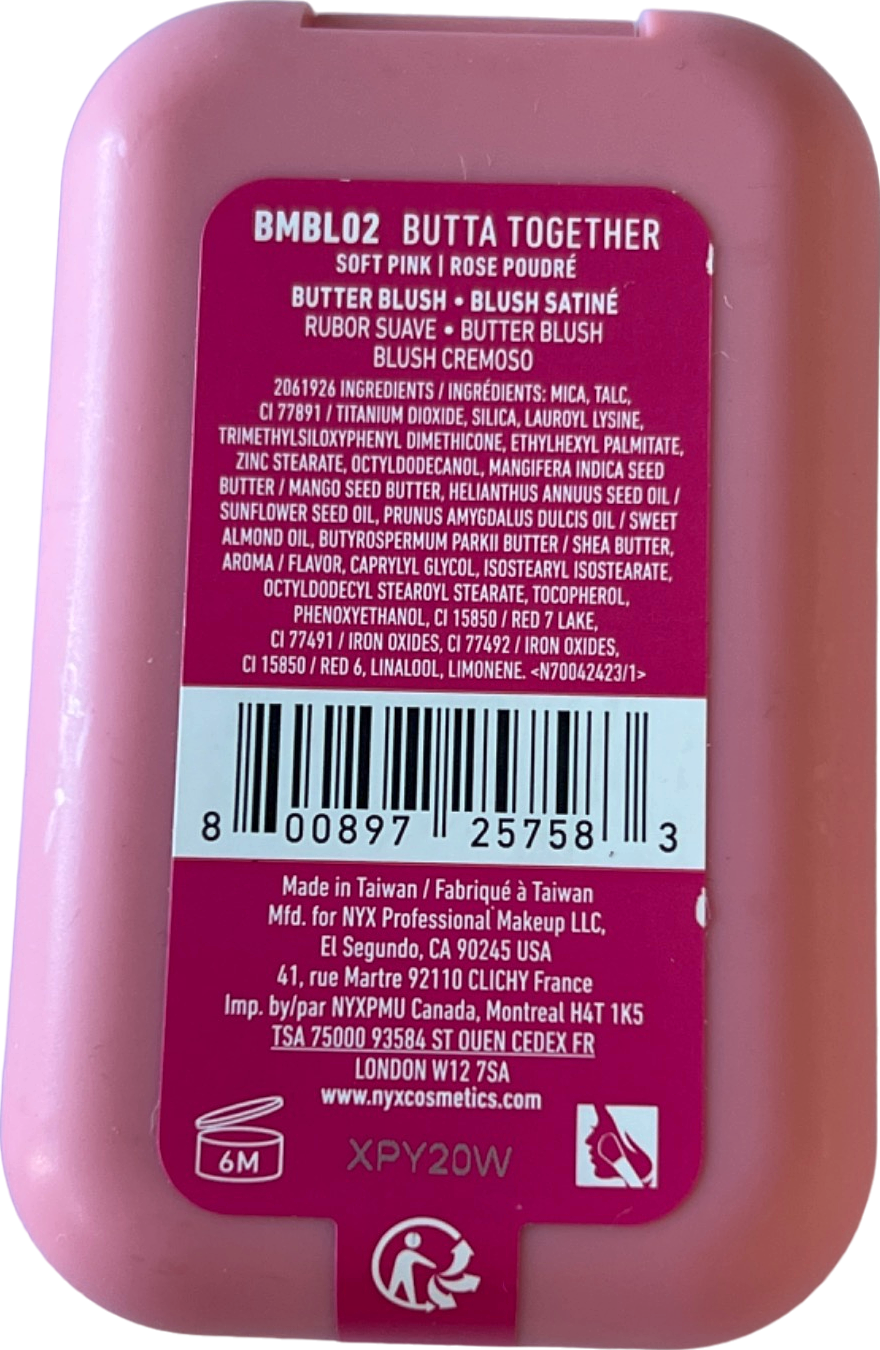 BMBL02 BUTTA TOGETHER
SOFT PINK | ROSE POUDRÉ
BUTTER BLUSH • BLUSH SATINÉ
RUBOR SUAVE • BUTTER BLUSH
BLUSH CREMOSO
2061926 INGREDIENTS / INGRÉDIENTS: MICA, TALC,
CI 77891 / TITANIUM DIOXIDE, SILICA, LAUROYL LYSINE,
TRIMETHYLSILOXYPHENYL DIMETHICONE, ETHYLHEXYL PALMITATE,
ZINC STEARATE, OCTYLDODECANOL, MANGIFERA INDICA SEED
BUTTER / MANGO SEED BUTTER, HELIANTHUS ANNUUS SEED OIL /
SUNFLOWER SEED OIL, PRUNUS AMYGDALUS DULCIS OIL / SWEET
ALMOND OIL, BUTYROSPERMUM PARKII BUTTER / SHEA BUTTER,
AROMA / FLAVOR, CAPRYLYL GLYCOL, ISOSTEARYL ISOSTEARATE,
OCTYLDODECYL STEAROYL STEARATE, TOCOPHEROL,
PHENOXYETHANOL, CI 15850 / RED 7 LAKE,
CI 77491 / IRON OXIDES, CI 77492 / IRON OXIDES,
CI 15850 / RED 6, LINALOOL, LIMONENE. <N70042423/1>
8 00897 25758 3
Made in Taiwan / Fabriqué à Taiwan
Mfd. for NYX Professional Makeup LLC,
El Segundo, CA 90245 USA
41, rue Martre 92110 CLICHY France
Imp. by/par NYXPMU Canada, Montreal H4T 1K5
TSA 75000 93584 ST OUEN CEDEX FR
LONDON W12 7SA
www.nyxcosmetics.com
6M XPY20W